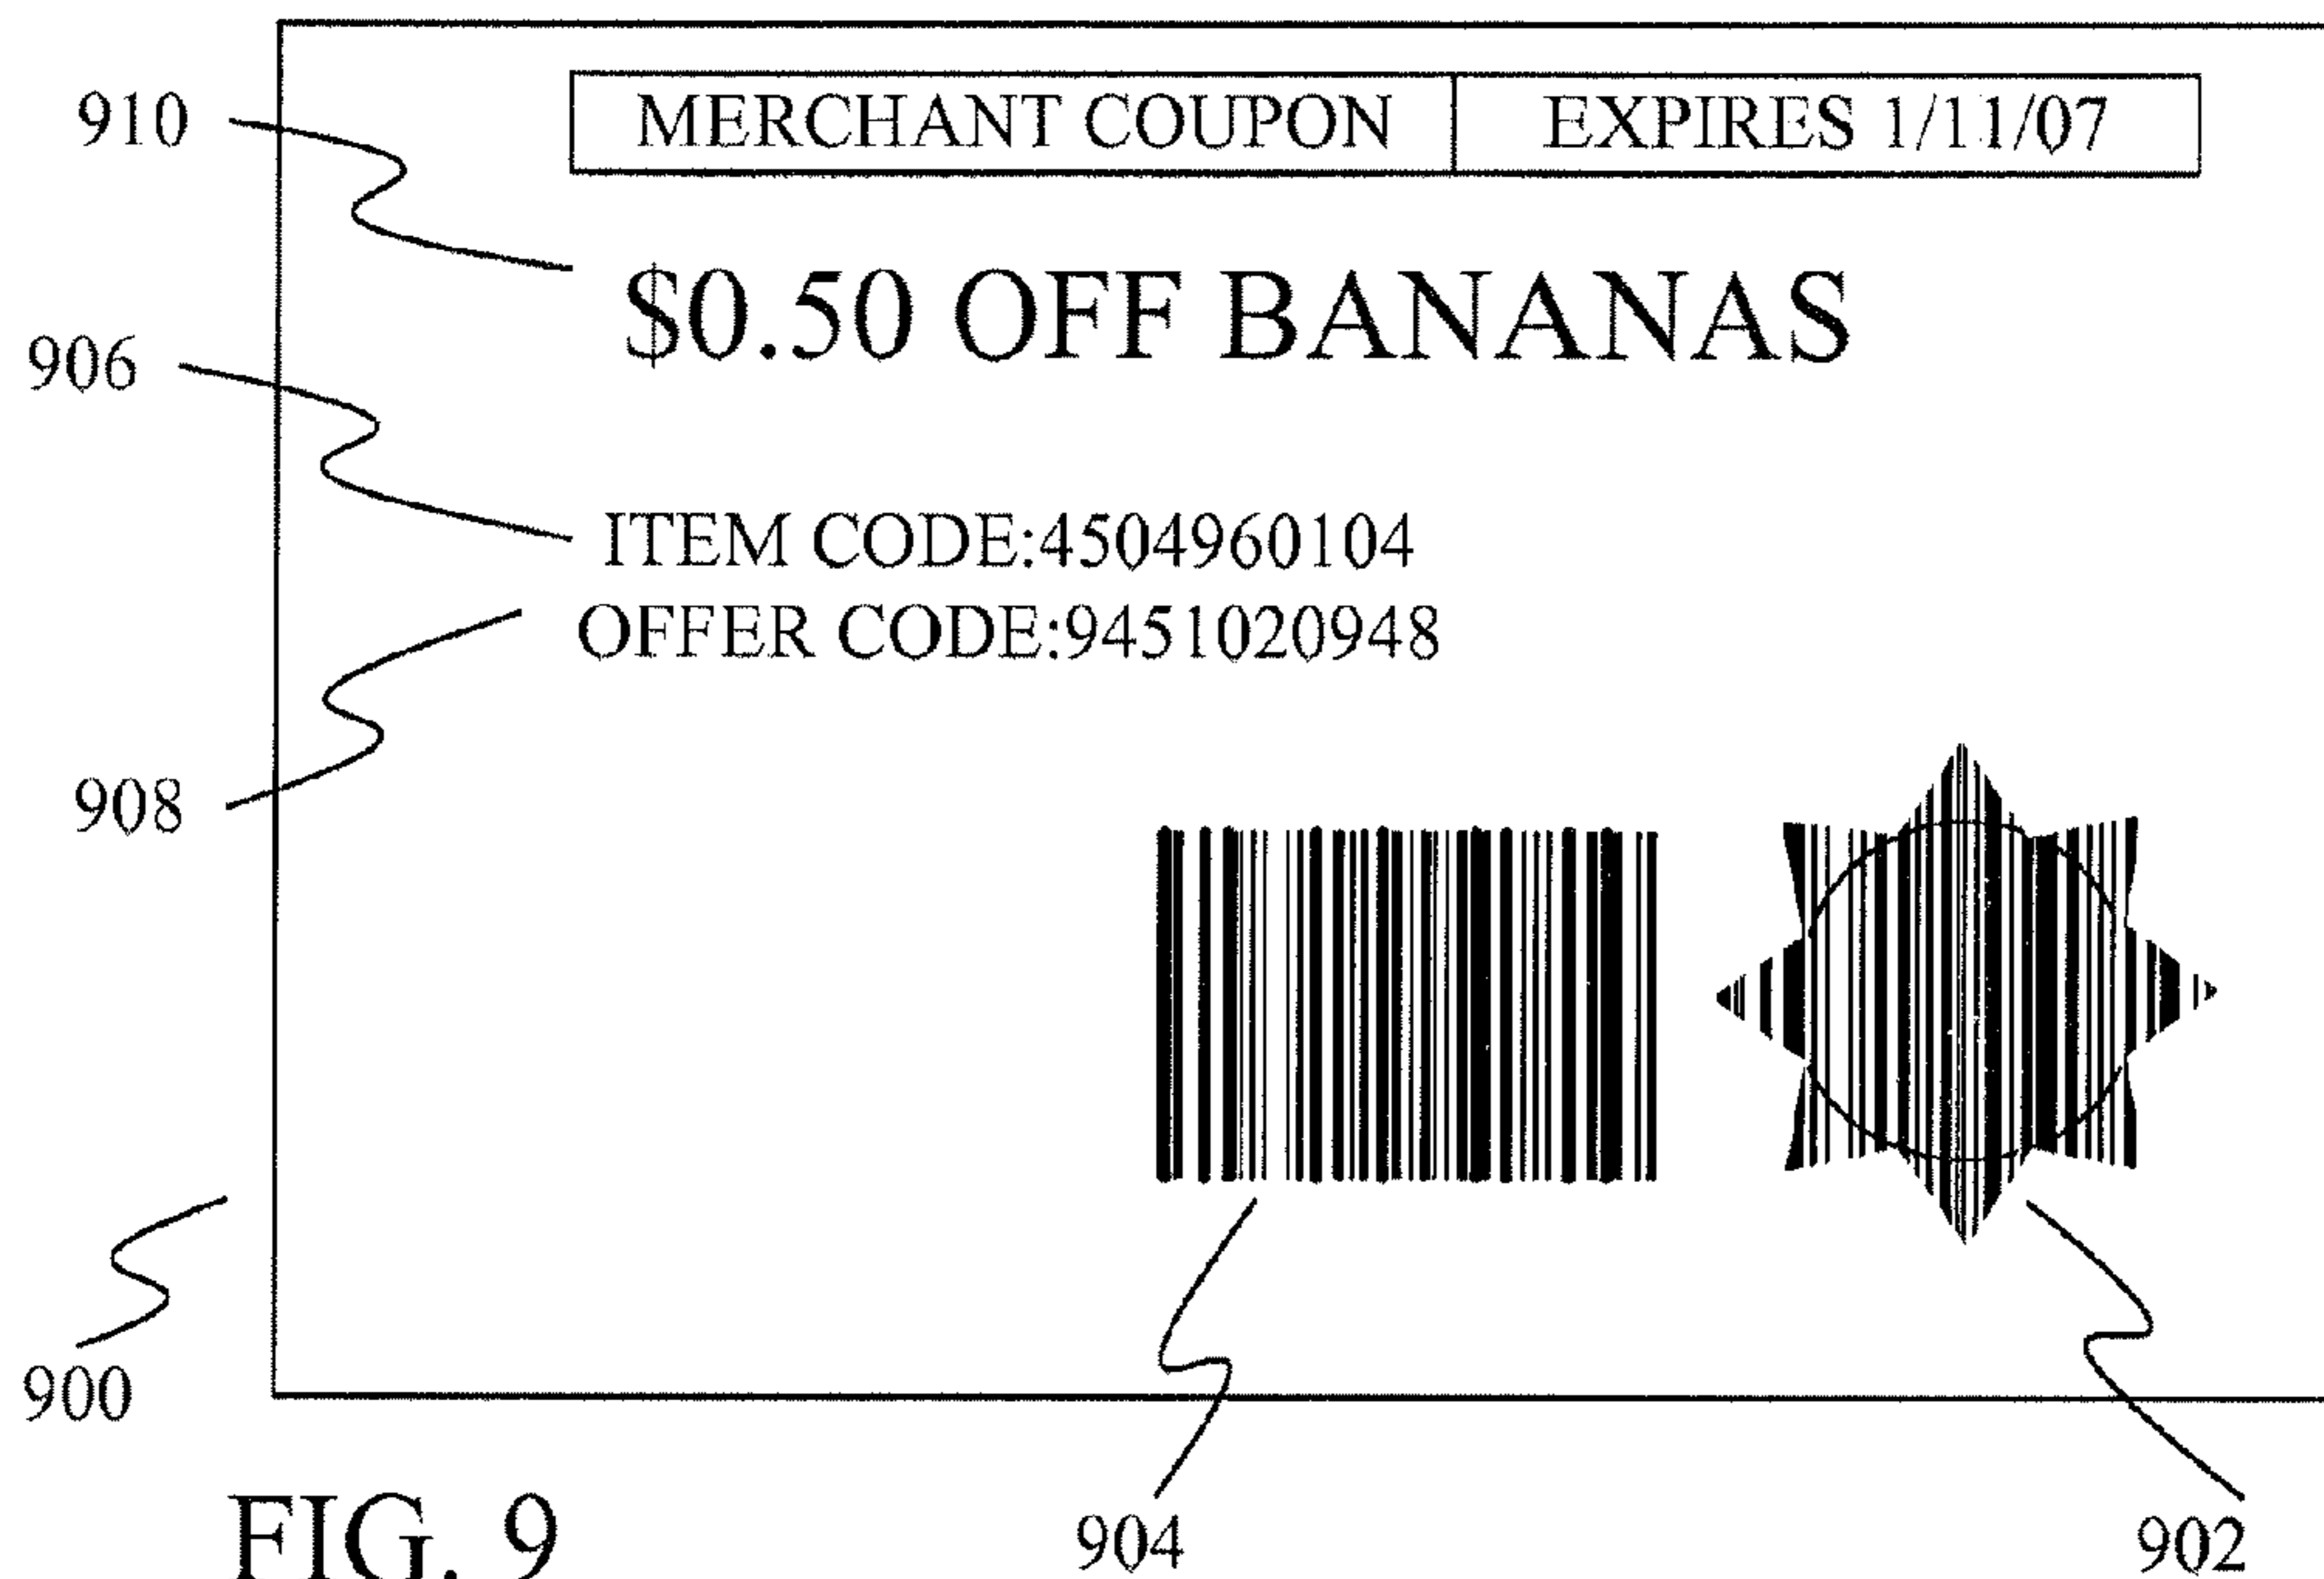 910
MERCHANT COUPON EXPIRES 1/11/07
$0.50 OFF BANANAS
906
ITEM CODE:4504960104
OFFER CODE:9451020948
908
900
904
902
FIG. 9